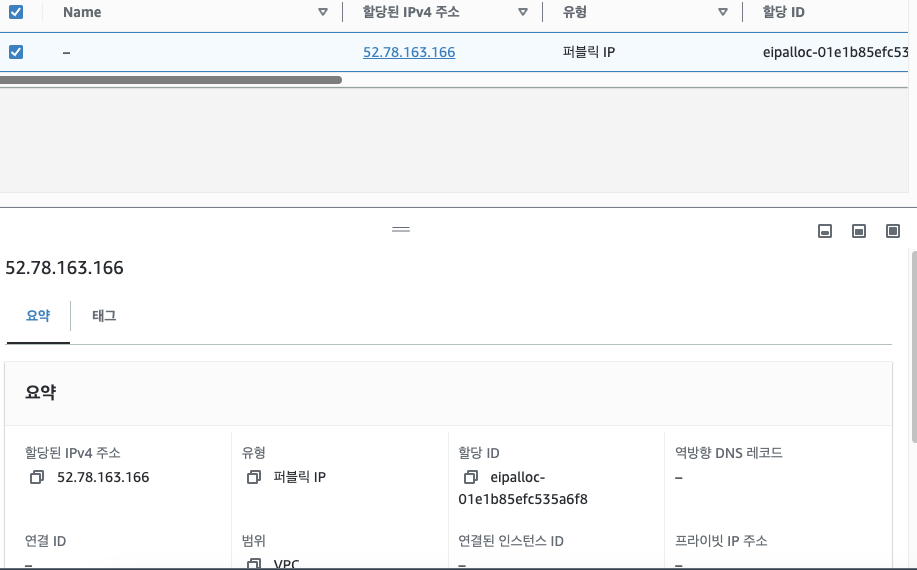 Name 할당된 IPv4 주소 유형 할당 ID
– 52.78.163.166 퍼블릭 IP eipalloc-01e1b85efc53
52.78.163.166
요약 태그
요약
할당된 IPv4 주소 유형 할당 ID 역방향 DNS 레코드
52.78.163.166 퍼블릭 IP eipalloc- –
01e1b85efc535a6f8
연결 ID 범위 연결된 인스턴스 ID 프라이빗 IP 주소
– VPC – –